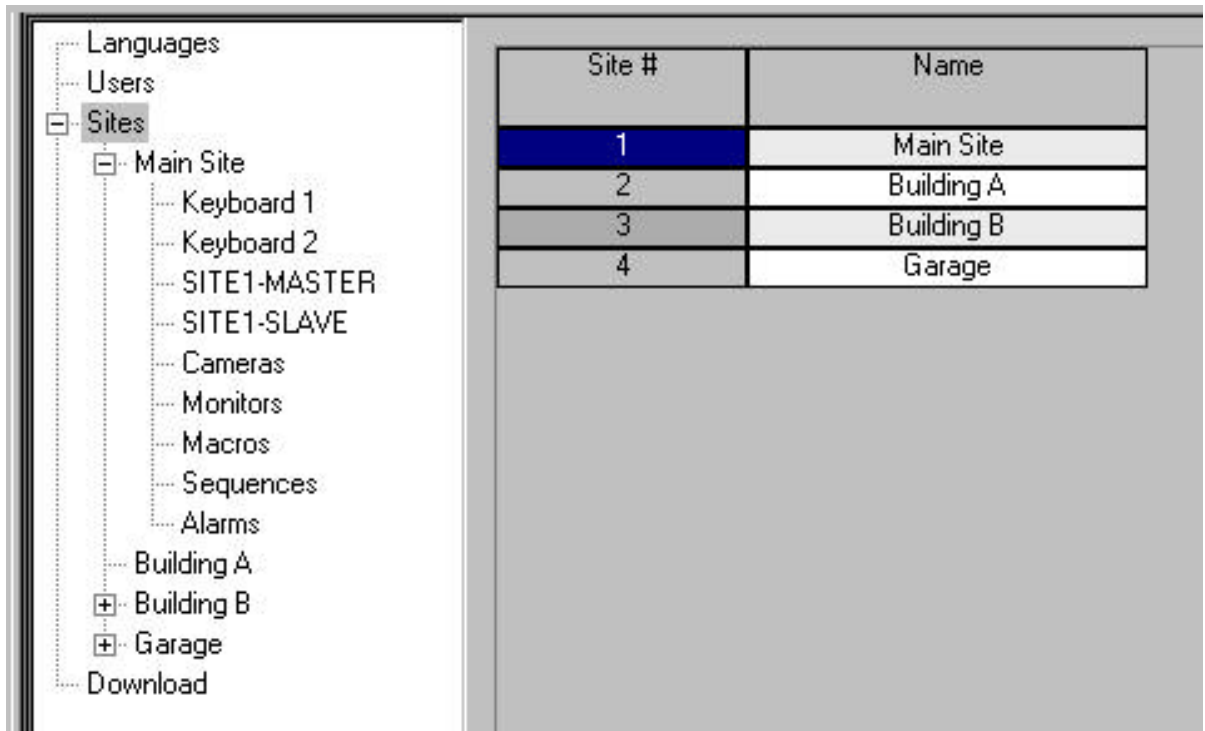 Languages
Users
Sites
Main Site
Keyboard 1
Keyboard 2
SITE1-MASTER
SITE1-SLAVE
Cameras
Monitors
Macros
Sequences
Alarms
Building A
Building B
Garage
Download
Site # Name
1 Main Site
2 Building A
3 Building B
4 Garage